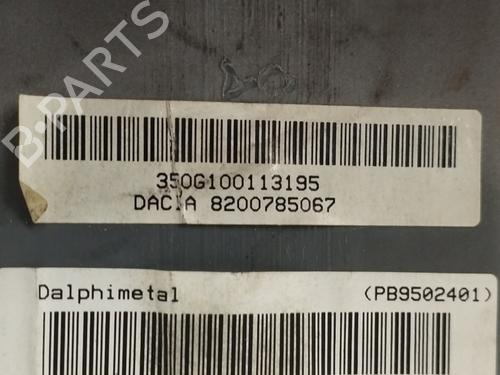 B-PARTS
350G100113195
DACIA 8200785067
Dalphimetal (PB9502401)